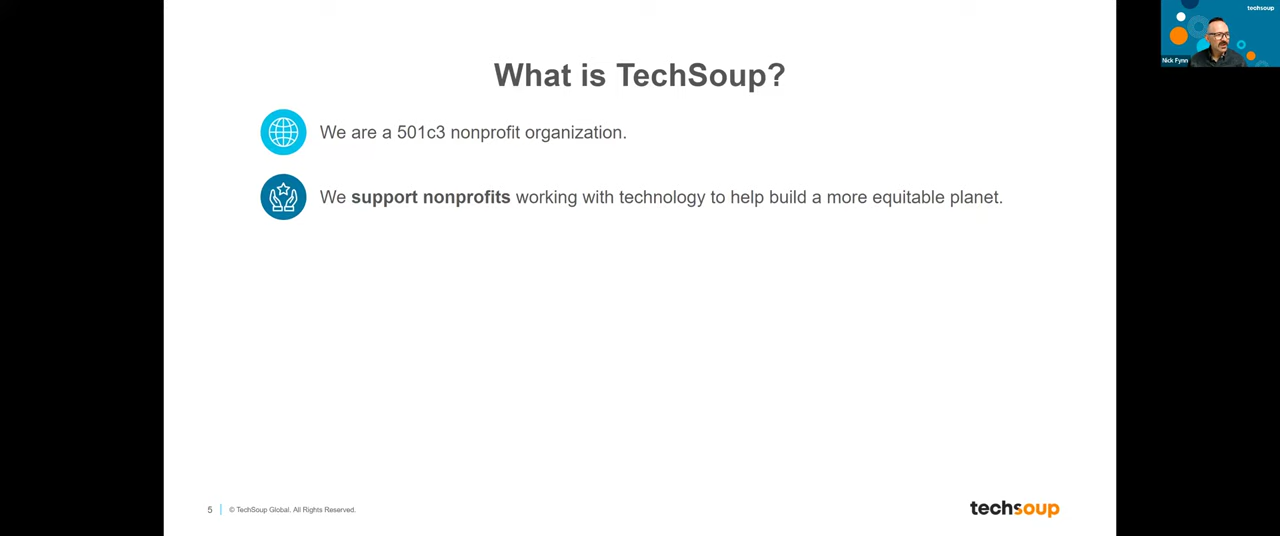 techsoup
Nick Fynn
What is TechSoup?
We are a 501c3 nonprofit organization.
We support nonprofits working with technology to help build a more equitable planet.
5
© TechSoup Global. All Rights Reserved.
techsoup